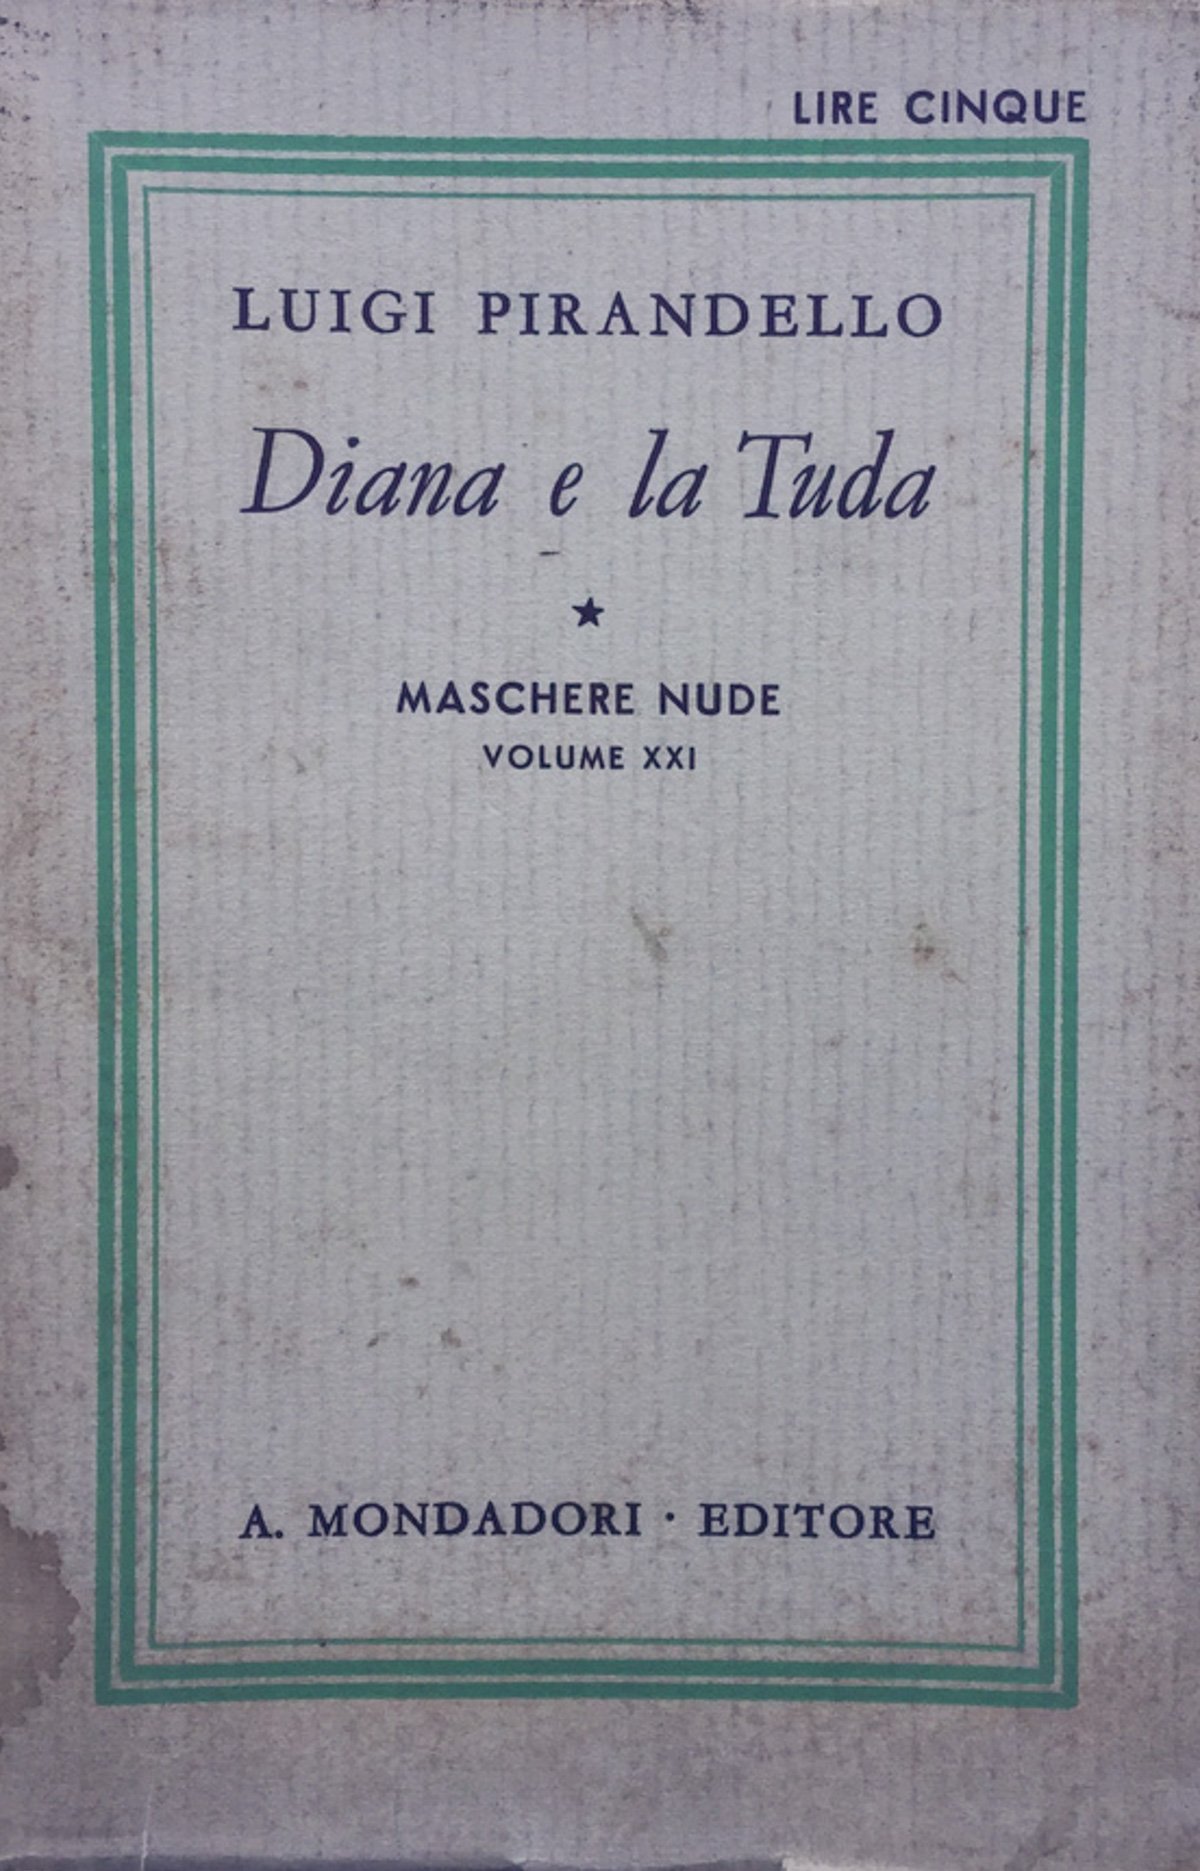 LIRE CINQUE
LUIGI PIRANDELLO
Diana e la Tuda
★
MASCHERE NUDE
VOLUME XXI
A. MONDADORI · EDITORE